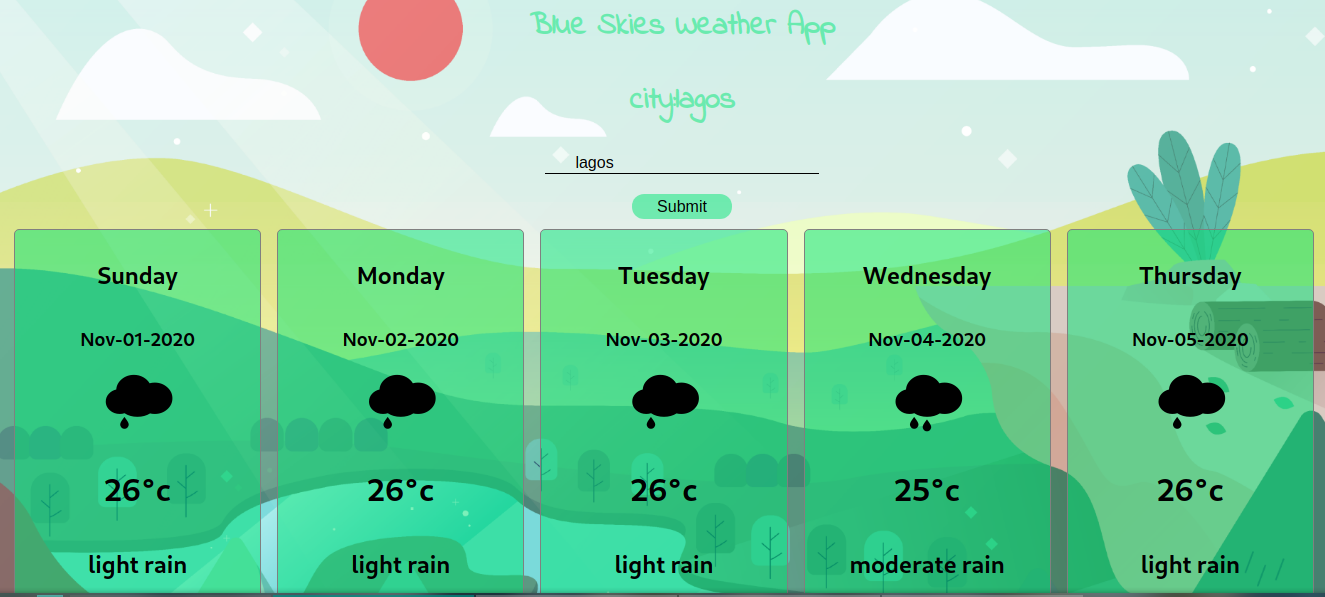 Blue Skies Weather App
city:lagos
lagos
Submit
Sunday
Nov-01-2020
26°c
light rain
Monday
Nov-02-2020
26°c
light rain
Tuesday
Nov-03-2020
26°c
light rain
Wednesday
Nov-04-2020
25°c
moderate rain
Thursday
Nov-05-2020
26°c
light rain